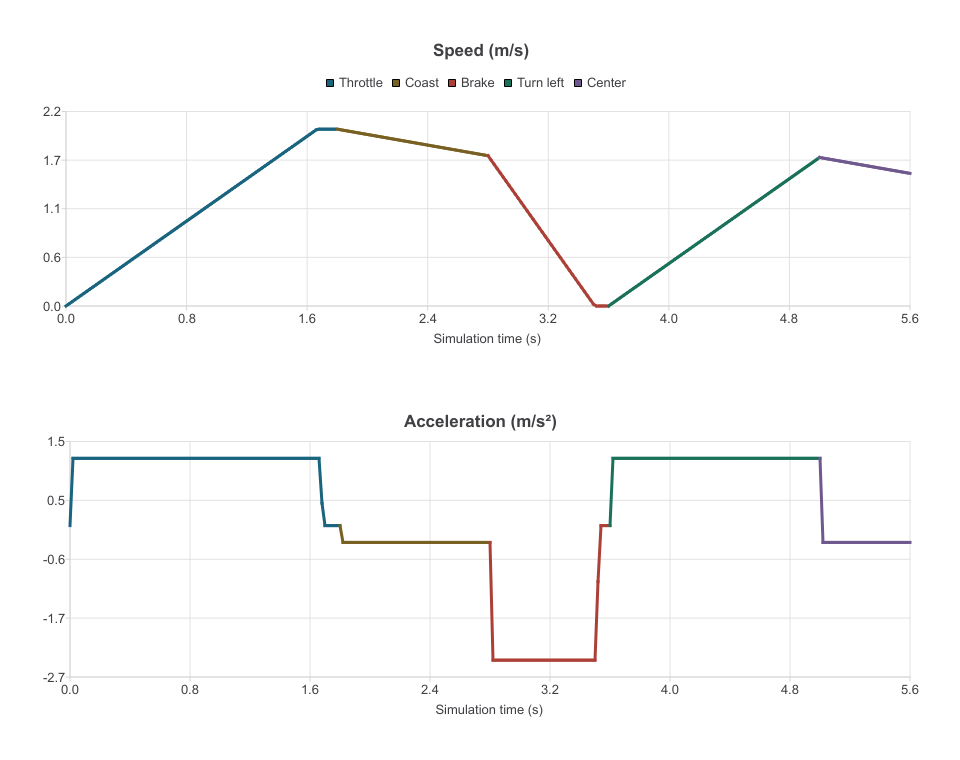 Speed (m/s)
Throttle Coast Brake Turn left Center
2.2
1.7
1.1
0.6
0.0
0.0 0.8 1.6 2.4 3.2 4.0 4.8 5.6
Simulation time (s)
Acceleration (m/s²)
1.5
0.5
-0.6
-1.7
-2.7
0.0 0.8 1.6 2.4 3.2 4.0 4.8 5.6
Simulation time (s)